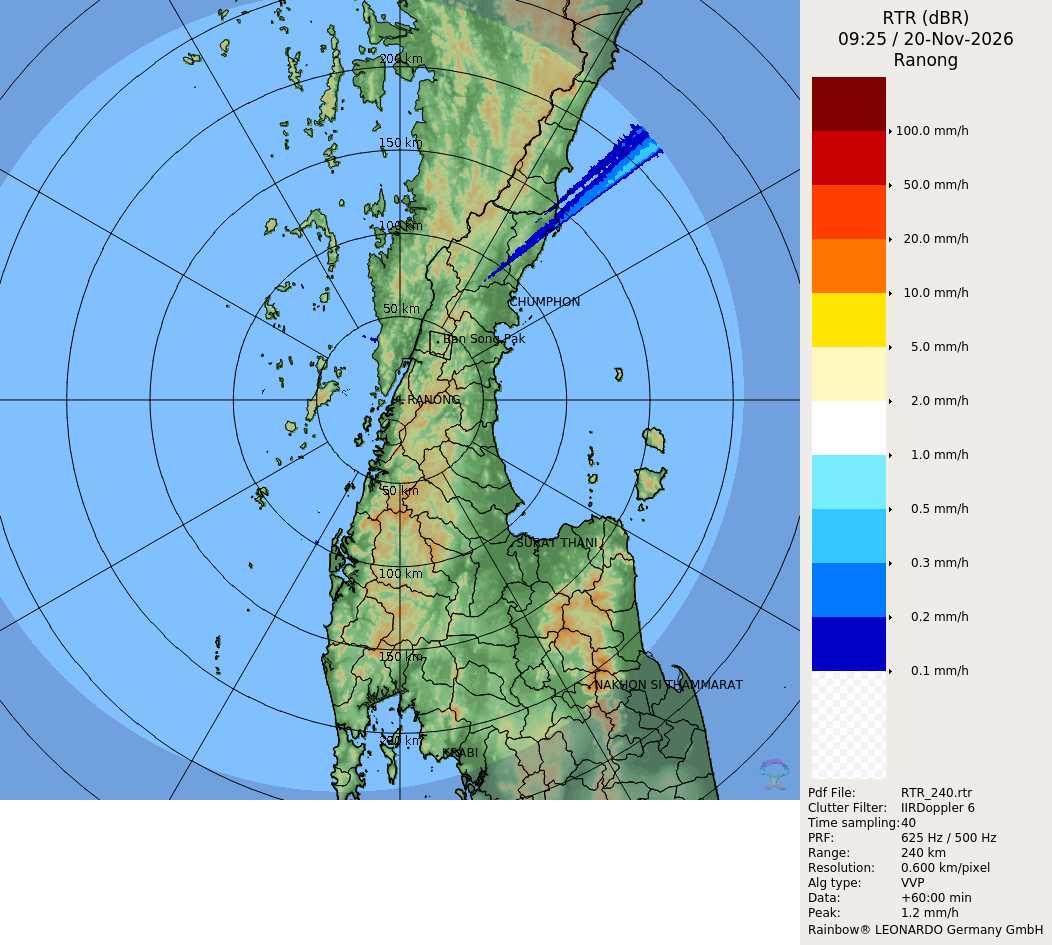 RTR (dBR)
09:25 / 20-Nov-2026
Ranong
200 km
150 km
100 km
50 km
CHUMPHON
Ban Song Pak
RANONG
50 km
SURAT THANI
100 km
150 km
NAKHON SI THAMMARAT
200 km
KRABI
100.0 mm/h
50.0 mm/h
20.0 mm/h
10.0 mm/h
5.0 mm/h
2.0 mm/h
1.0 mm/h
0.5 mm/h
0.3 mm/h
0.2 mm/h
0.1 mm/h
Pdf File: RTR_240.rtr
Clutter Filter: IIRDoppler 6
Time sampling:40
PRF: 625 Hz / 500 Hz
Range: 240 km
Resolution: 0.600 km/pixel
Alg type: VVP
Data: +60:00 min
Peak: 1.2 mm/h
Rainbow® LEONARDO Germany GmbH